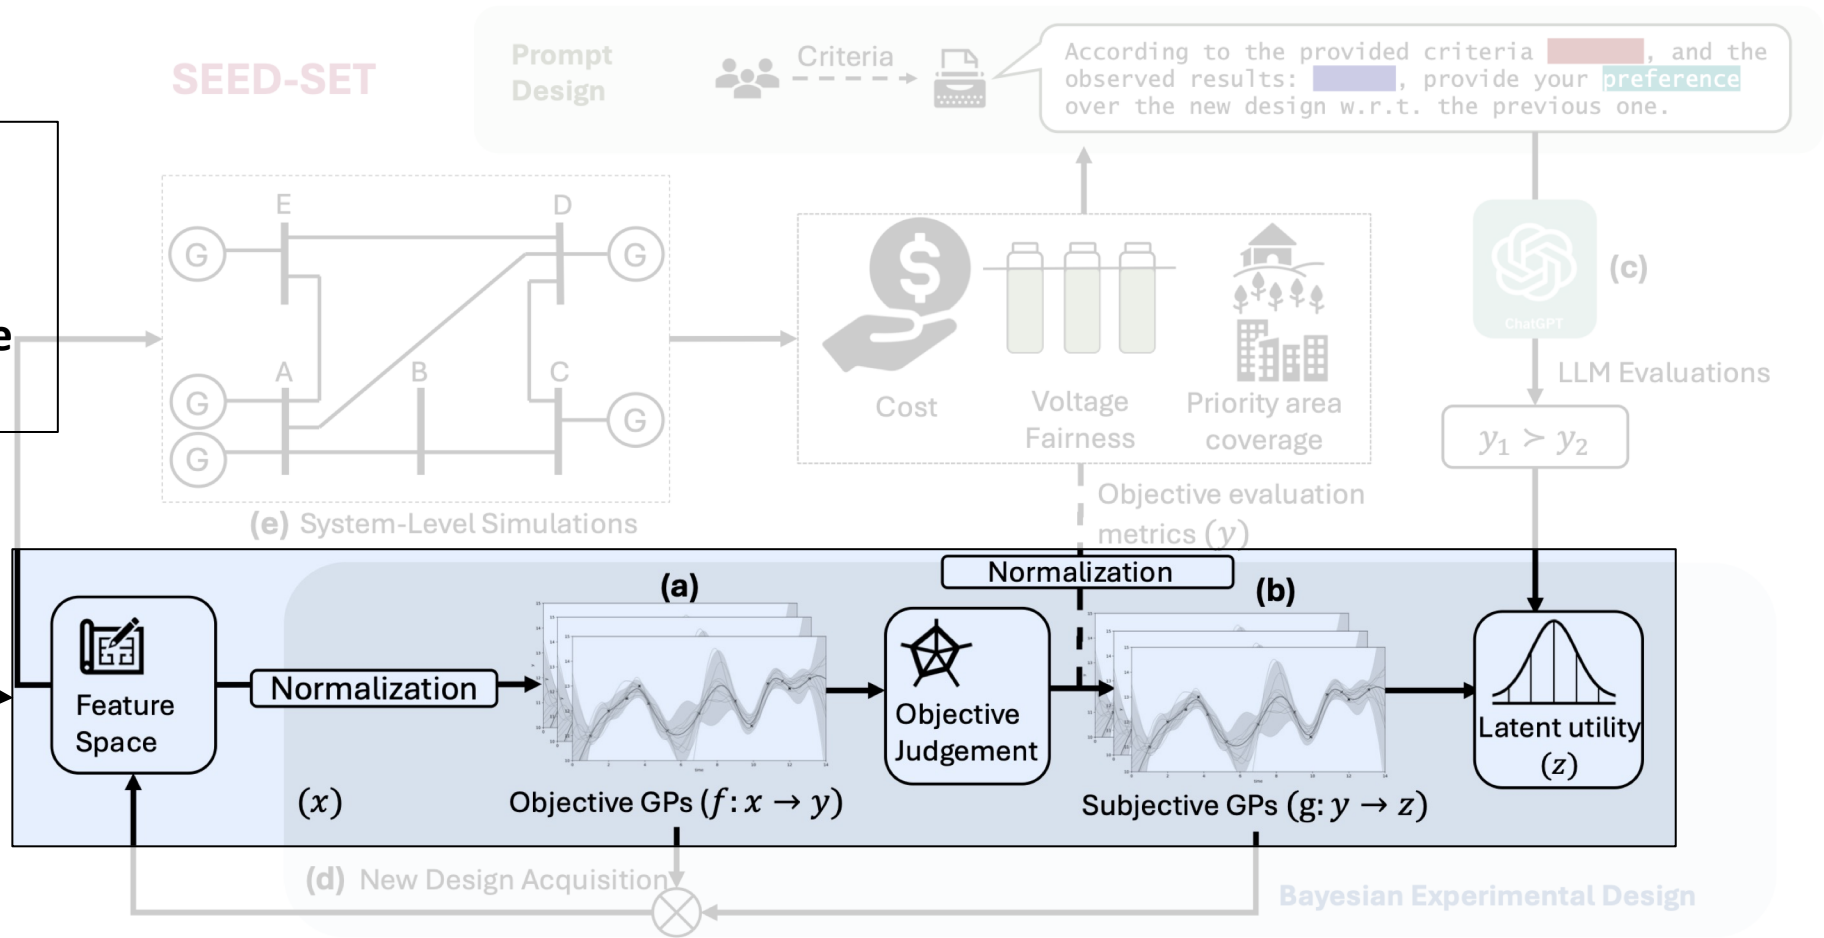 SEED-SET
Prompt
Design
Criteria
According to the provided criteria , and the
observed results: , provide your preference
over the new design w.r.t. the previous one.
e
E
D
G
G
A
B
C
G
G
G
(e) System-Level Simulations
Cost
Voltage
Fairness
Priority area
coverage
ChatGPT
(c)
LLM Evaluations
y₁ ≻ y₂
Objective evaluation
metrics (y)
Normalization
(a)
(b)
Feature
Space
Normalization
Objective
Judgement
Latent utility
(z)
(x)
Objective GPs (f: x → y)
Subjective GPs (g: y → z)
(d) New Design Acquisition
Bayesian Experimental Design